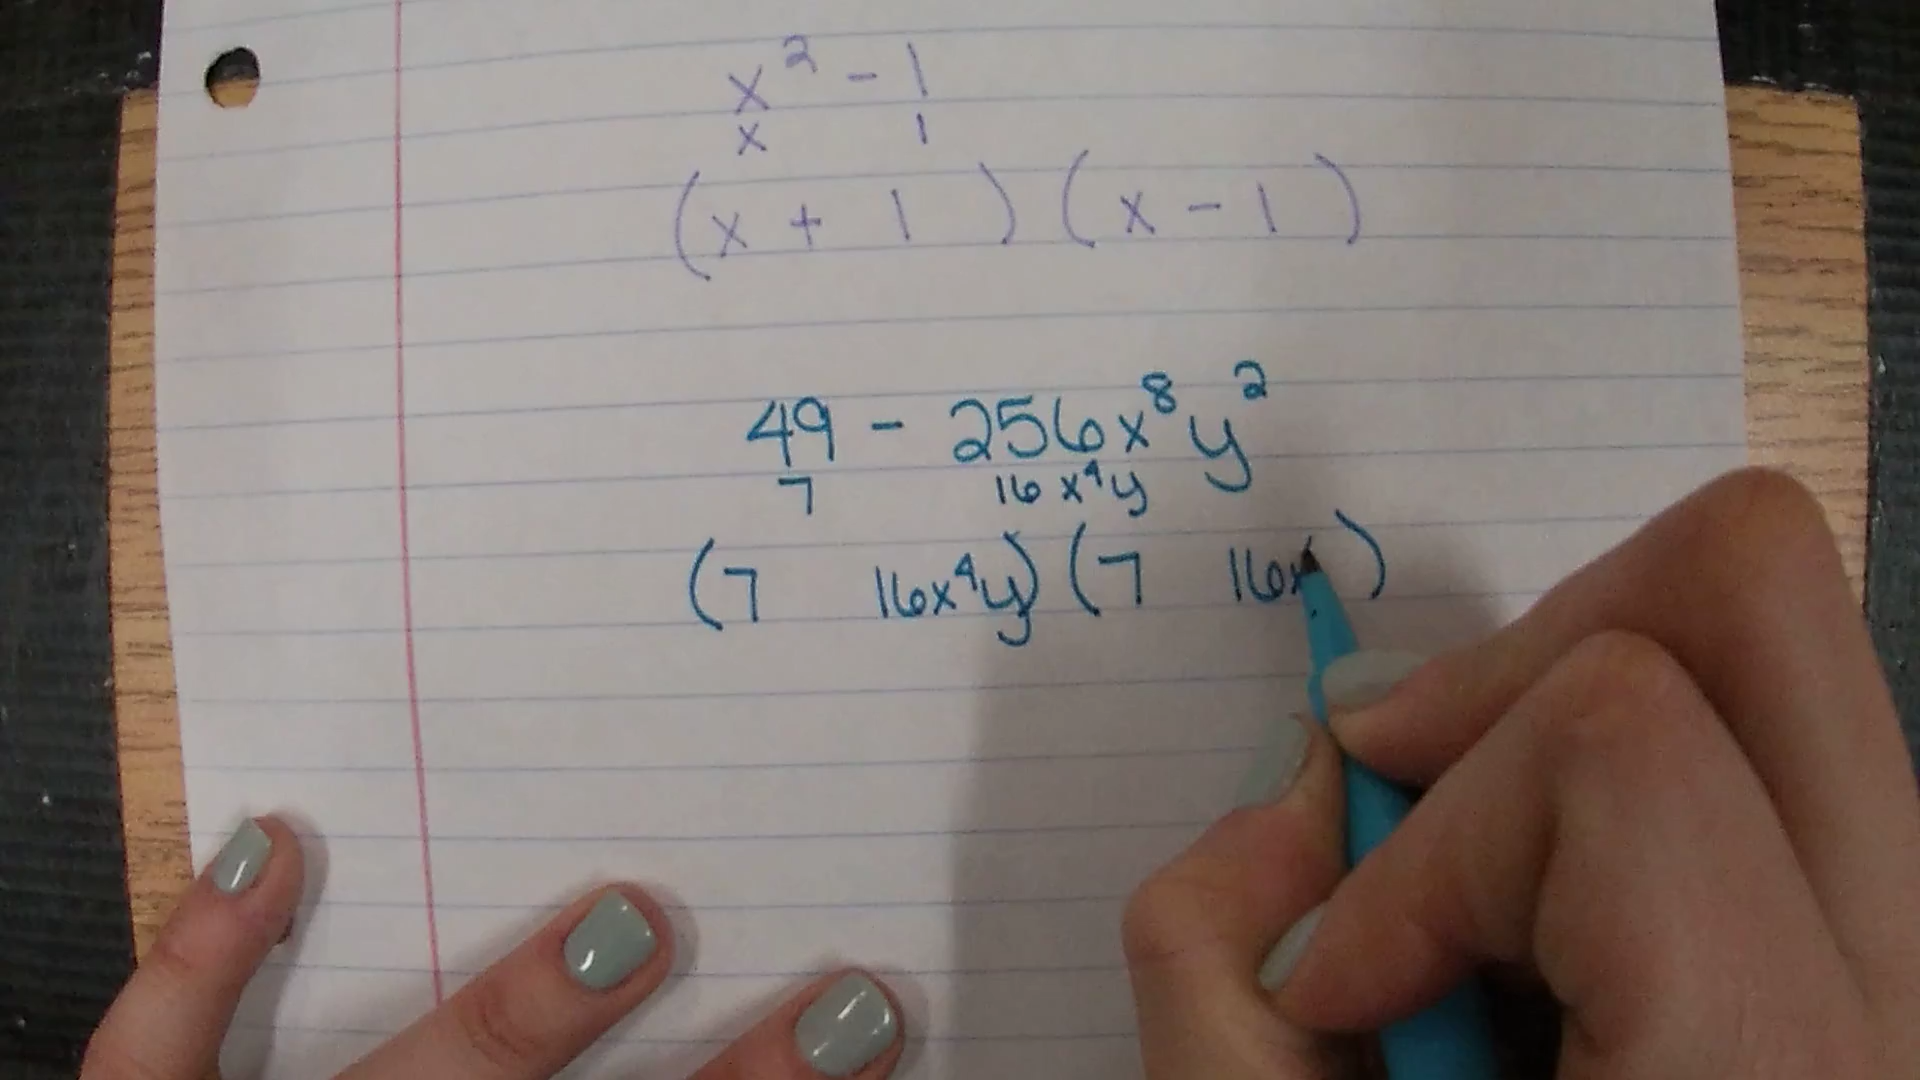 x² - 1
x 1
(x + 1) (x - 1)
49 - 256x⁸y²
7 16x⁴y
(7 16x⁴y) (7 16x )